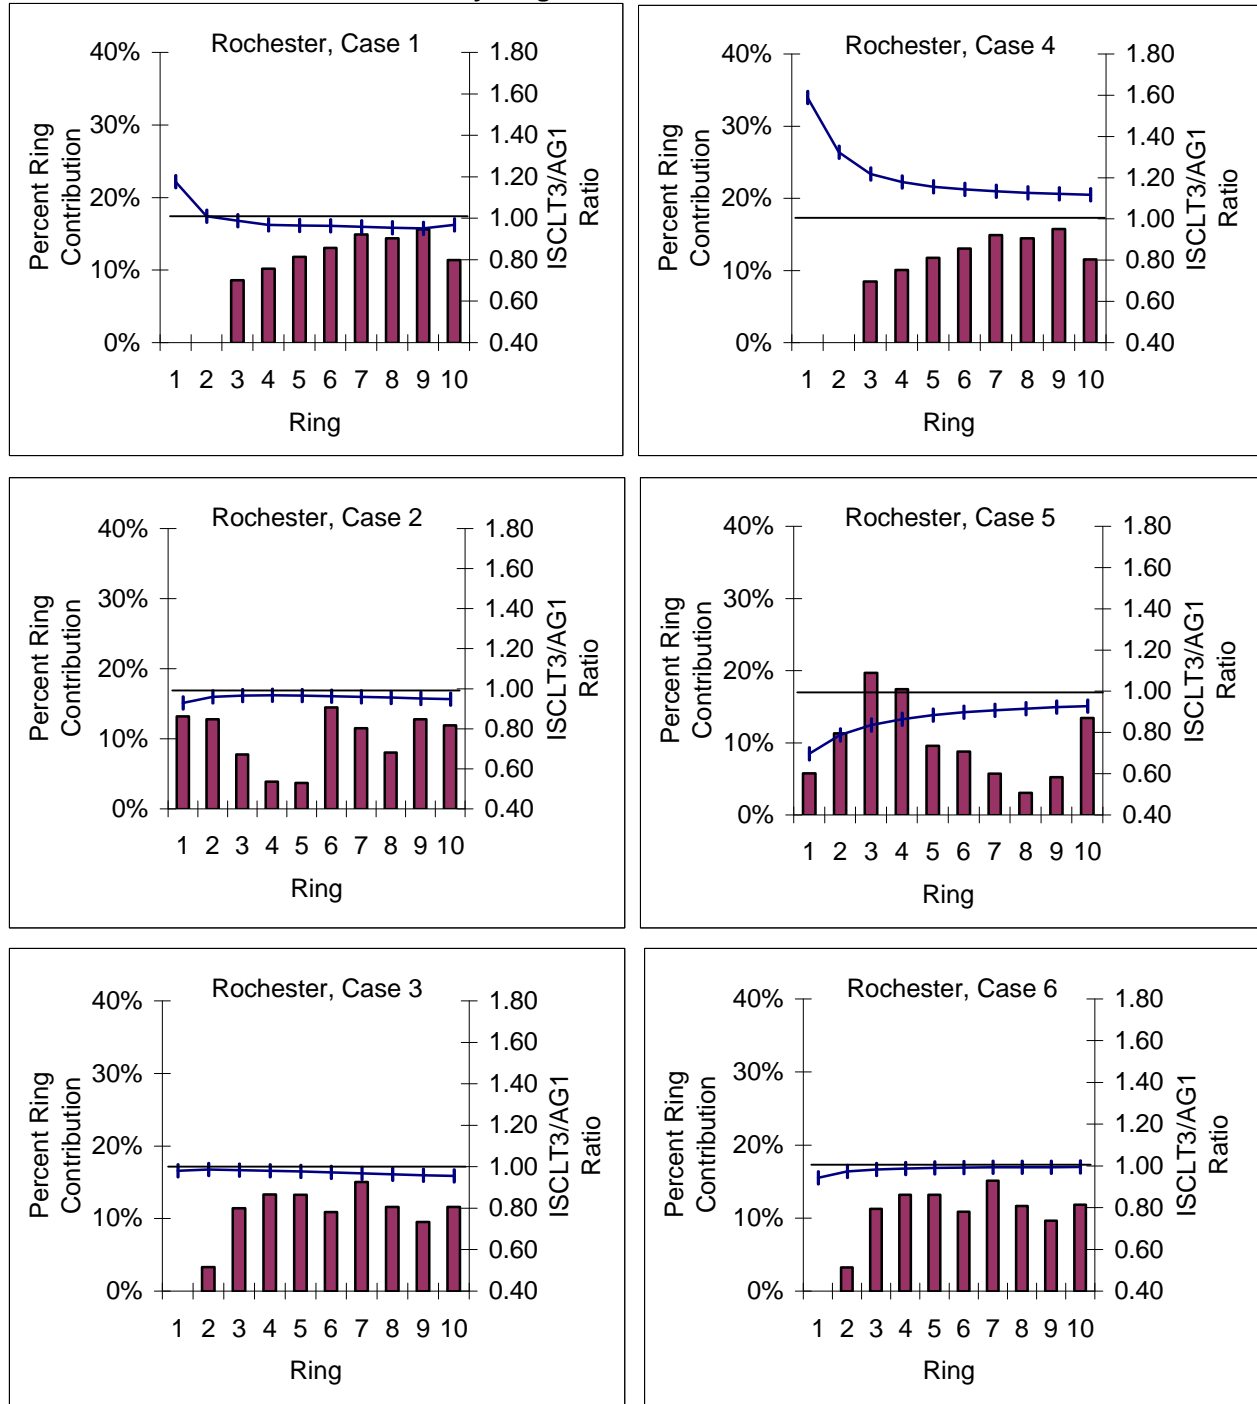 Rochester, Case 1
40%
30%
20%
10%
0%
Percent Ring
Contribution
1.80
1.60
1.40
1.20
1.00
0.80
0.60
0.40
ISCLT3/AG1
Ratio
1 2 3 4 5 6 7 8 9 10
Ring
Rochester, Case 4
40%
30%
20%
10%
0%
Percent Ring
Contribution
1.80
1.60
1.40
1.20
1.00
0.80
0.60
0.40
ISCLT3/AG1
Ratio
1 2 3 4 5 6 7 8 9 10
Ring
Rochester, Case 2
40%
30%
20%
10%
0%
Percent Ring
Contribution
1.80
1.60
1.40
1.20
1.00
0.80
0.60
0.40
ISCLT3/AG1
Ratio
1 2 3 4 5 6 7 8 9 10
Ring
Rochester, Case 5
40%
30%
20%
10%
0%
Percent Ring
Contribution
1.80
1.60
1.40
1.20
1.00
0.80
0.60
0.40
ISCLT3/AG1
Ratio
1 2 3 4 5 6 7 8 9 10
Ring
Rochester, Case 3
40%
30%
20%
10%
0%
Percent Ring
Contribution
1.80
1.60
1.40
1.20
1.00
0.80
0.60
0.40
ISCLT3/AG1
Ratio
1 2 3 4 5 6 7 8 9 10
Ring
Rochester, Case 6
40%
30%
20%
10%
0%
Percent Ring
Contribution
1.80
1.60
1.40
1.20
1.00
0.80
0.60
0.40
ISCLT3/AG1
Ratio
1 2 3 4 5 6 7 8 9 10
Ring